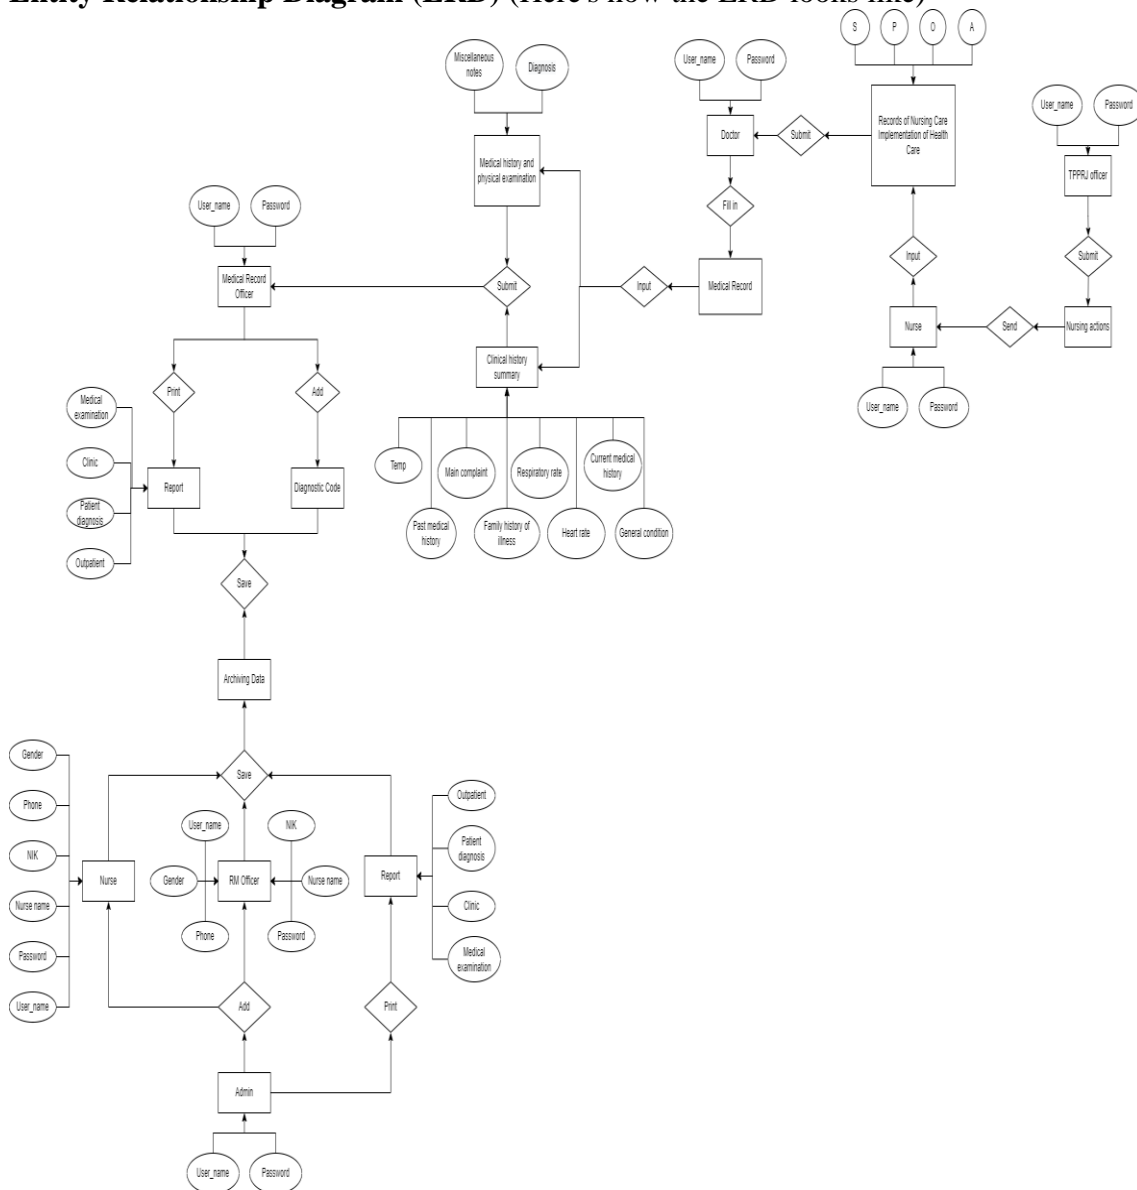 Entity Relationship Diagram (ERD) (Here's how the ERD looks like)
S
P
O
A
Miscellaneous
notes
Diagnosis
User_name
Password
User_name
Password
Records of Nursing Care
Implementation of Health
Care
Submit
Doctor
Medical history and
physical examination
TPPRJ officer
User_name
Password
Fill in
Input
Submit
Medical Record
Officer
Submit
Input
Medical Record
Nurse
Send
Nursing actions
Clinical history
summary
Print
Add
User_name
Password
Medical
examination
Clinic
Report
Diagnostic Code
Patient
diagnosis
Outpatient
Temp
Main complaint
Respiratory rate
Current medical
history
Past medical
history
Family history of
illness
Heart rate
General condition
Save
Archiving Data
Save
Gender
Phone
NIK
Nurse name
Password
User_name
Nurse
User_name
NIK
Gender
RM Officer
Nurse name
Phone
Password
Report
Outpatient
Patient
diagnosis
Clinic
Medical
examination
Add
Print
Admin
User_name
Password